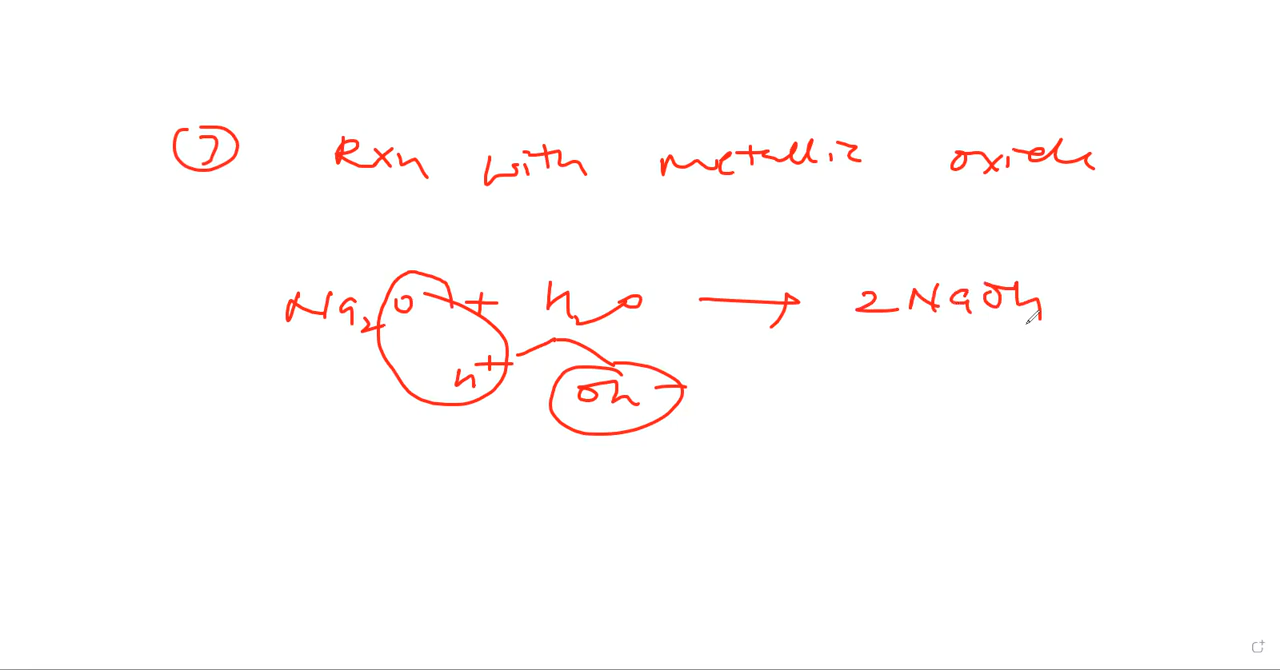 ⑦ Rxn with metallic oxide
Na₂O + H₂O → 2NaOH
H⁺ OH⁻